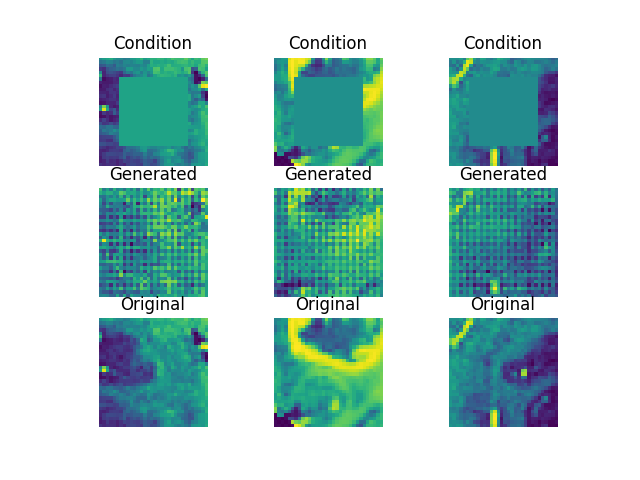 Condition Condition Condition
Generated Generated Generated
Original Original Original